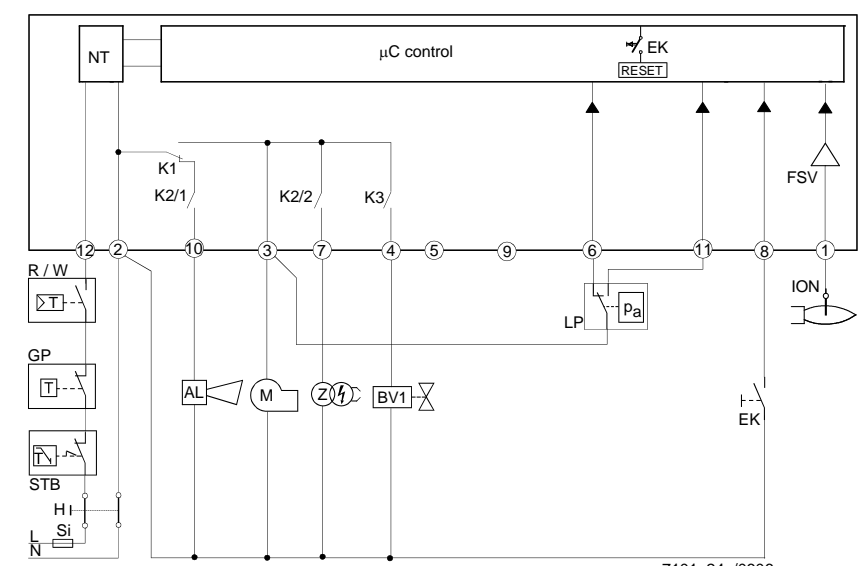 NT
µC control
EK
RESET
FSV
K1
K2/1
K2/2
K3
12
2
10
3
7
4
5
9
6
11
8
1
R / W
T
ION
LP
pa
GP
T
AL
M
Z
BV1
EK
STB
H
L
Si
N